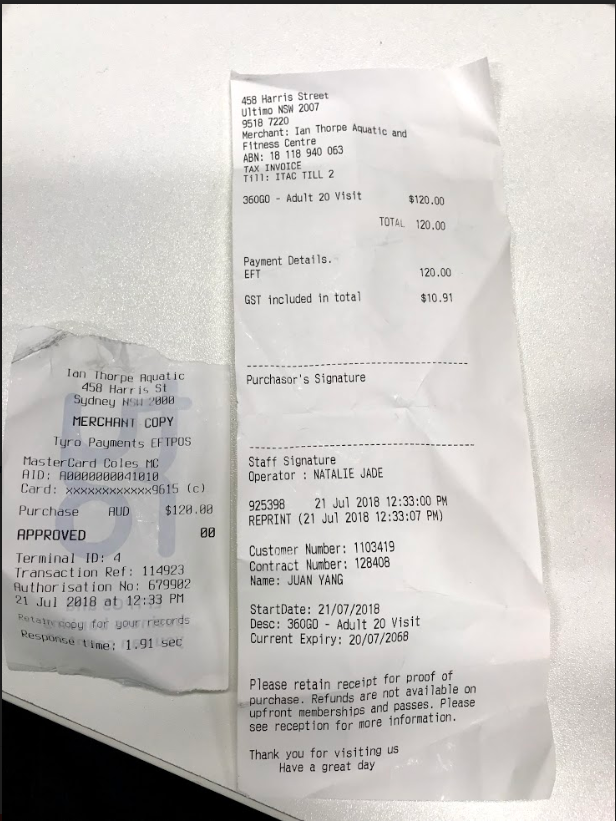 Ian Thorpe Aquatic
458 Harris St
Sydney NSW 2000
MERCHANT COPY
Tyro Payments EFTPOS
MasterCard Coles MC
AID: A0000000041010
Card: xxxxxxxxxxxx9615 (c)
Purchase AUD $120.00
APPROVED 00
Terminal ID: 4
Transaction Ref: 114923
Authorisation No: 679902
21 Jul 2018 at 12:33 PM
Retain copy for your records
Response time: 1.91 sec
458 Harris Street
Ultimo NSW 2007
9518 7220
Merchant: Ian Thorpe Aquatic and
Fitness Centre
ABN: 18 118 940 063
TAX INVOICE
Till: ITAC TILL 2
360GO - Adult 20 Visit $120.00
TOTAL 120.00
Payment Details.
EFT 120.00
GST included in total $10.91
Purchasor's Signature
Staff Signature
Operator : NATALIE JADE
925398 21 Jul 2018 12:33:00 PM
REPRINT (21 Jul 2018 12:33:07 PM)
Customer Number: 1103419
Contract Number: 128408
Name: JUAN YANG
StartDate: 21/07/2018
Desc: 360GO - Adult 20 Visit
Current Expiry: 20/07/2068
Please retain receipt for proof of
purchase. Refunds are not available on
upfront memberships and passes. Please
see reception for more information.
Thank you for visiting us
Have a great day